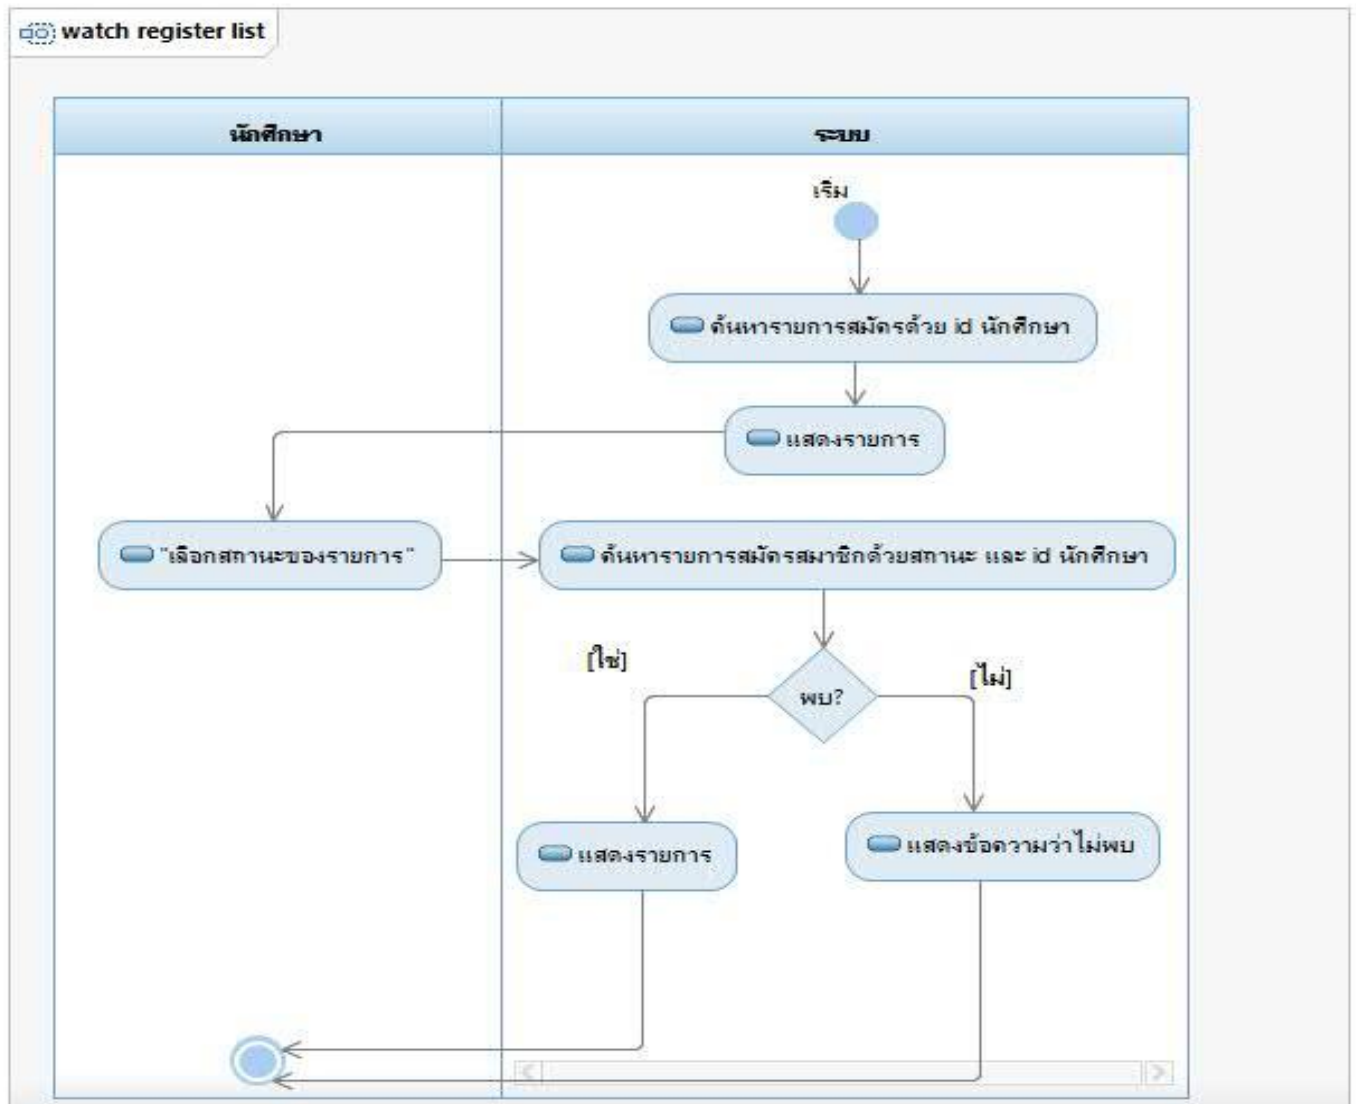 watch register list
นักศึกษา
ระบบ
เริ่ม
ค้นหารายการสมัครด้วย id นักศึกษา
แสดงรายการ
"เลือกสถานะของรายการ"
ค้นหารายการสมัครสมาชิกด้วยสถานะ และ id นักศึกษา
[ใช่]
[ไม่]
พบ?
แสดงรายการ
แสดงข้อความว่าไม่พบ